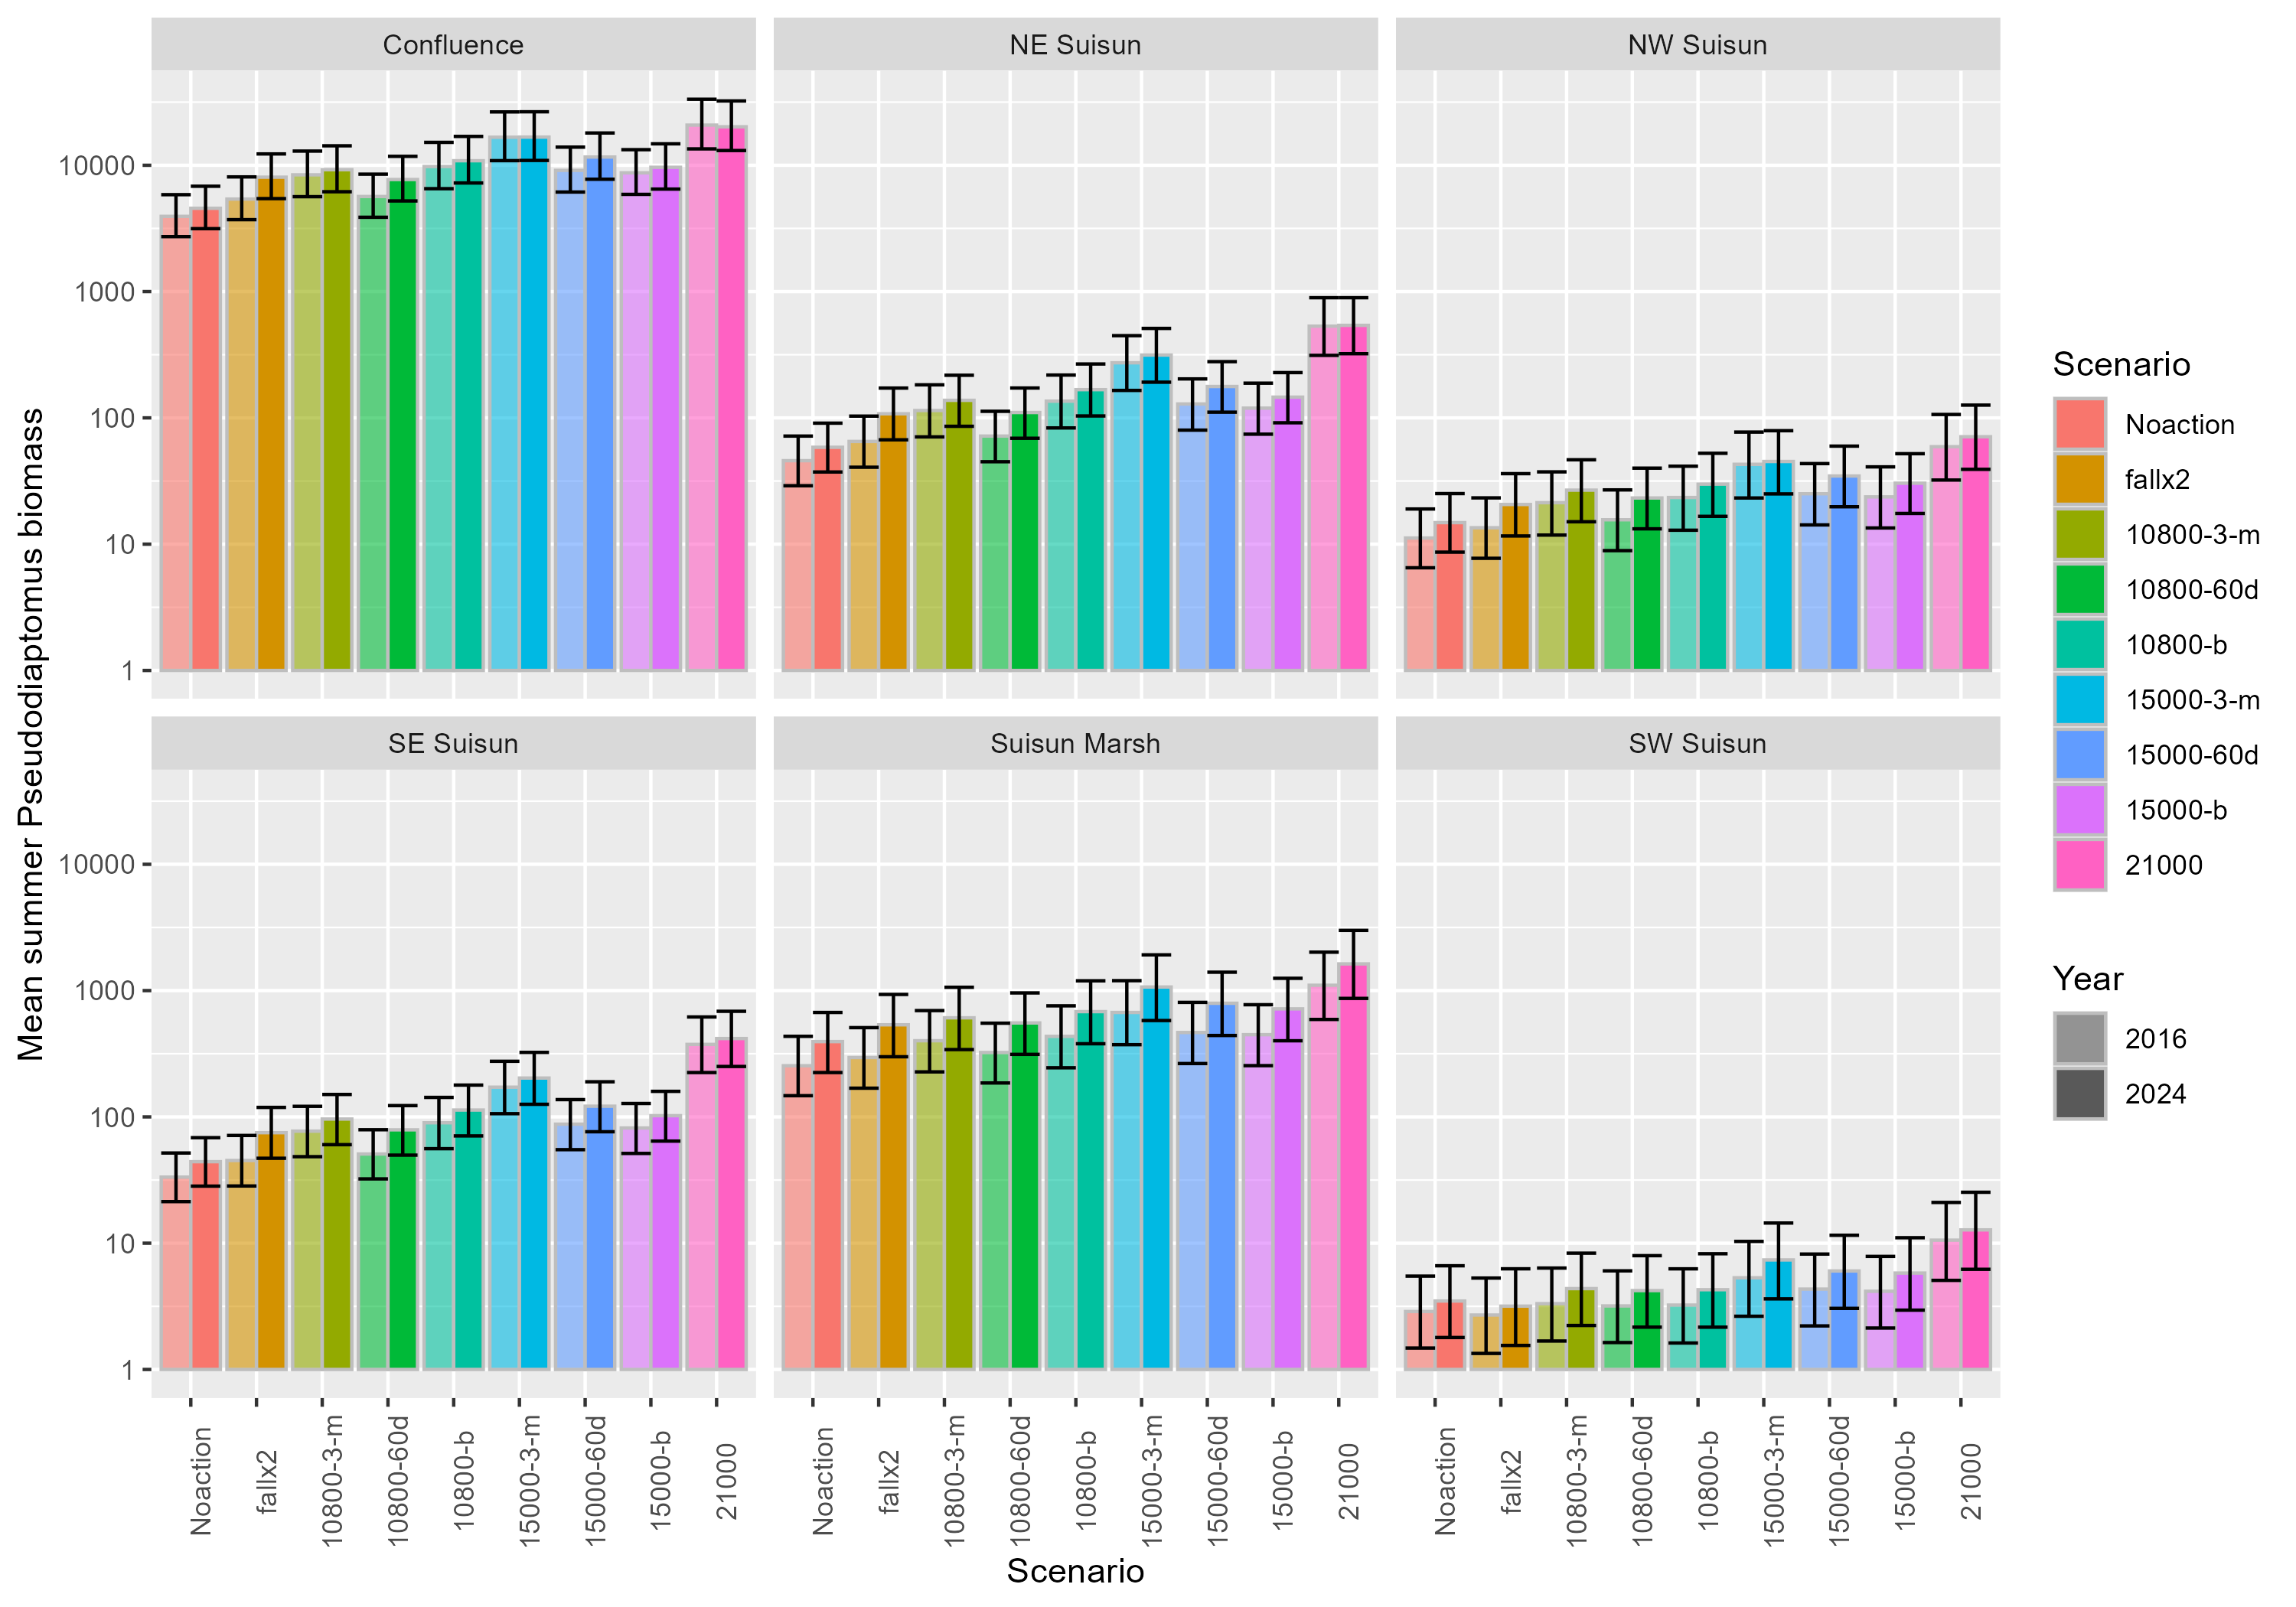 Confluence
NE Suisun
NW Suisun
10000
1000
100
10
1
SE Suisun
Suisun Marsh
SW Suisun
10000
1000
100
10
1
Mean summer Pseudodiaptomus biomass
Noaction
fallx2
10800-3-m
10800-60d
10800-b
15000-3-m
15000-60d
15000-b
21000
Noaction
fallx2
10800-3-m
10800-60d
10800-b
15000-3-m
15000-60d
15000-b
21000
Noaction
fallx2
10800-3-m
10800-60d
10800-b
15000-3-m
15000-60d
15000-b
21000
Scenario
Scenario
Noaction
fallx2
10800-3-m
10800-60d
10800-b
15000-3-m
15000-60d
15000-b
21000
Year
2016
2024